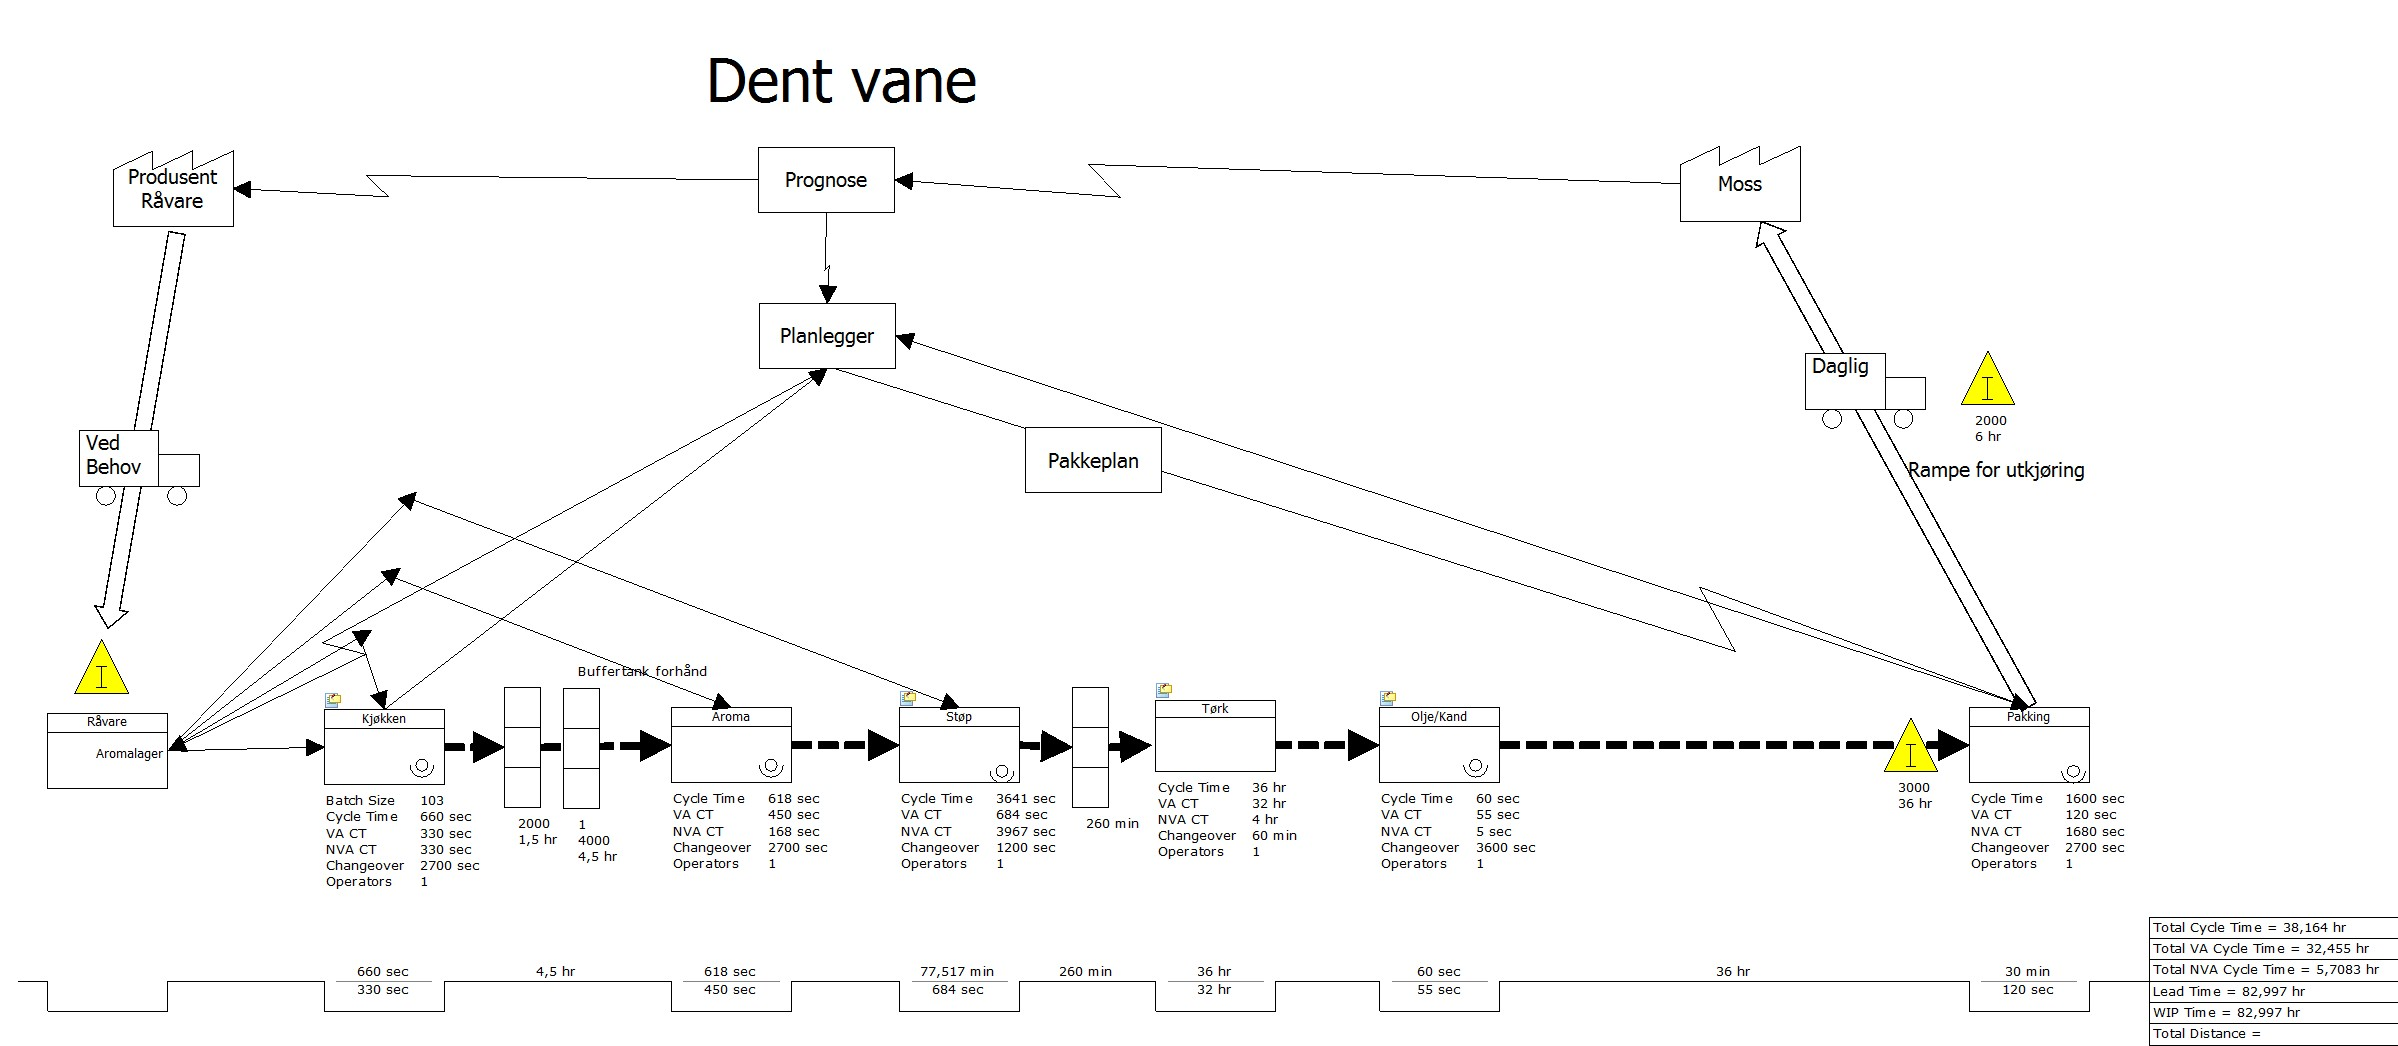 Dent vane
Produsent
Råvare
Prognose
Moss
Planlegger
Daglig
Ved
Behov
Pakkeplan
2000
6 hr
Rampe for utkjøring
I
I
Buffertank forhånd
Råvare
Aromalager
Kjøkken
Batch Size 103
Cycle Time 660 sec
VA CT 330 sec
NVA CT 330 sec
Changeover 2700 sec
Operators 1
2000
1,5 hr
1
4000
4,5 hr
Aroma
Cycle Time 618 sec
VA CT 450 sec
NVA CT 168 sec
Changeover 2700 sec
Operators 1
Støp
Cycle Time 3641 sec
VA CT 684 sec
NVA CT 3967 sec
Changeover 1200 sec
Operators 1
260 min
Tørk
Cycle Time 36 hr
VA CT 32 hr
NVA CT 4 hr
Changeover 60 min
Operators 1
Olje/Kand
Cycle Time 60 sec
VA CT 55 sec
NVA CT 5 sec
Changeover 3600 sec
Operators 1
I
3000
36 hr
Pakking
Cycle Time 1600 sec
VA CT 120 sec
NVA CT 1680 sec
Changeover 2700 sec
Operators 1
660 sec
330 sec
4,5 hr
618 sec
450 sec
77,517 min
684 sec
260 min
36 hr
32 hr
60 sec
55 sec
36 hr
30 min
120 sec
Total Cycle Time = 38,164 hr
Total VA Cycle Time = 32,455 hr
Total NVA Cycle Time = 5,7083 hr
Lead Time = 82,997 hr
WIP Time = 82,997 hr
Total Distance =